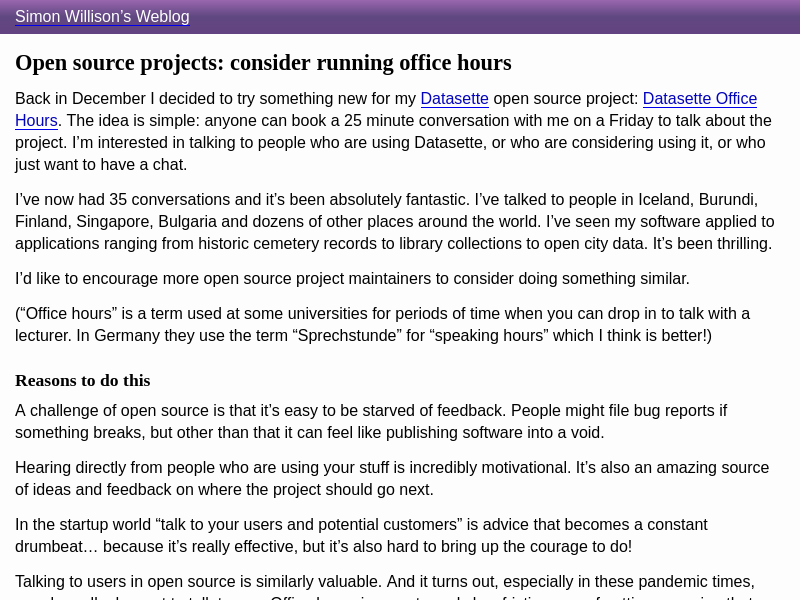 Simon Willison’s Weblog
Open source projects: consider running office hours
Back in December I decided to try something new for my Datasette open source project: Datasette Office
Hours. The idea is simple: anyone can book a 25 minute conversation with me on a Friday to talk about the
project. I’m interested in talking to people who are using Datasette, or who are considering using it, or who
just want to have a chat.
I’ve now had 35 conversations and it’s been absolutely fantastic. I’ve talked to people in Iceland, Burundi,
Finland, Singapore, Bulgaria and dozens of other places around the world. I’ve seen my software applied to
applications ranging from historic cemetery records to library collections to open city data. It’s been thrilling.
I’d like to encourage more open source project maintainers to consider doing something similar.
(“Office hours” is a term used at some universities for periods of time when you can drop in to talk with a
lecturer. In Germany they use the term “Sprechstunde” for “speaking hours” which I think is better!)
Reasons to do this
A challenge of open source is that it’s easy to be starved of feedback. People might file bug reports if
something breaks, but other than that it can feel like publishing software into a void.
Hearing directly from people who are using your stuff is incredibly motivational. It’s also an amazing source
of ideas and feedback on where the project should go next.
In the startup world “talk to your users and potential customers” is advice that becomes a constant
drumbeat… because it’s really effective, but it’s also hard to bring up the courage to do!
Talking to users in open source is similarly valuable. And it turns out, especially in these pandemic times,